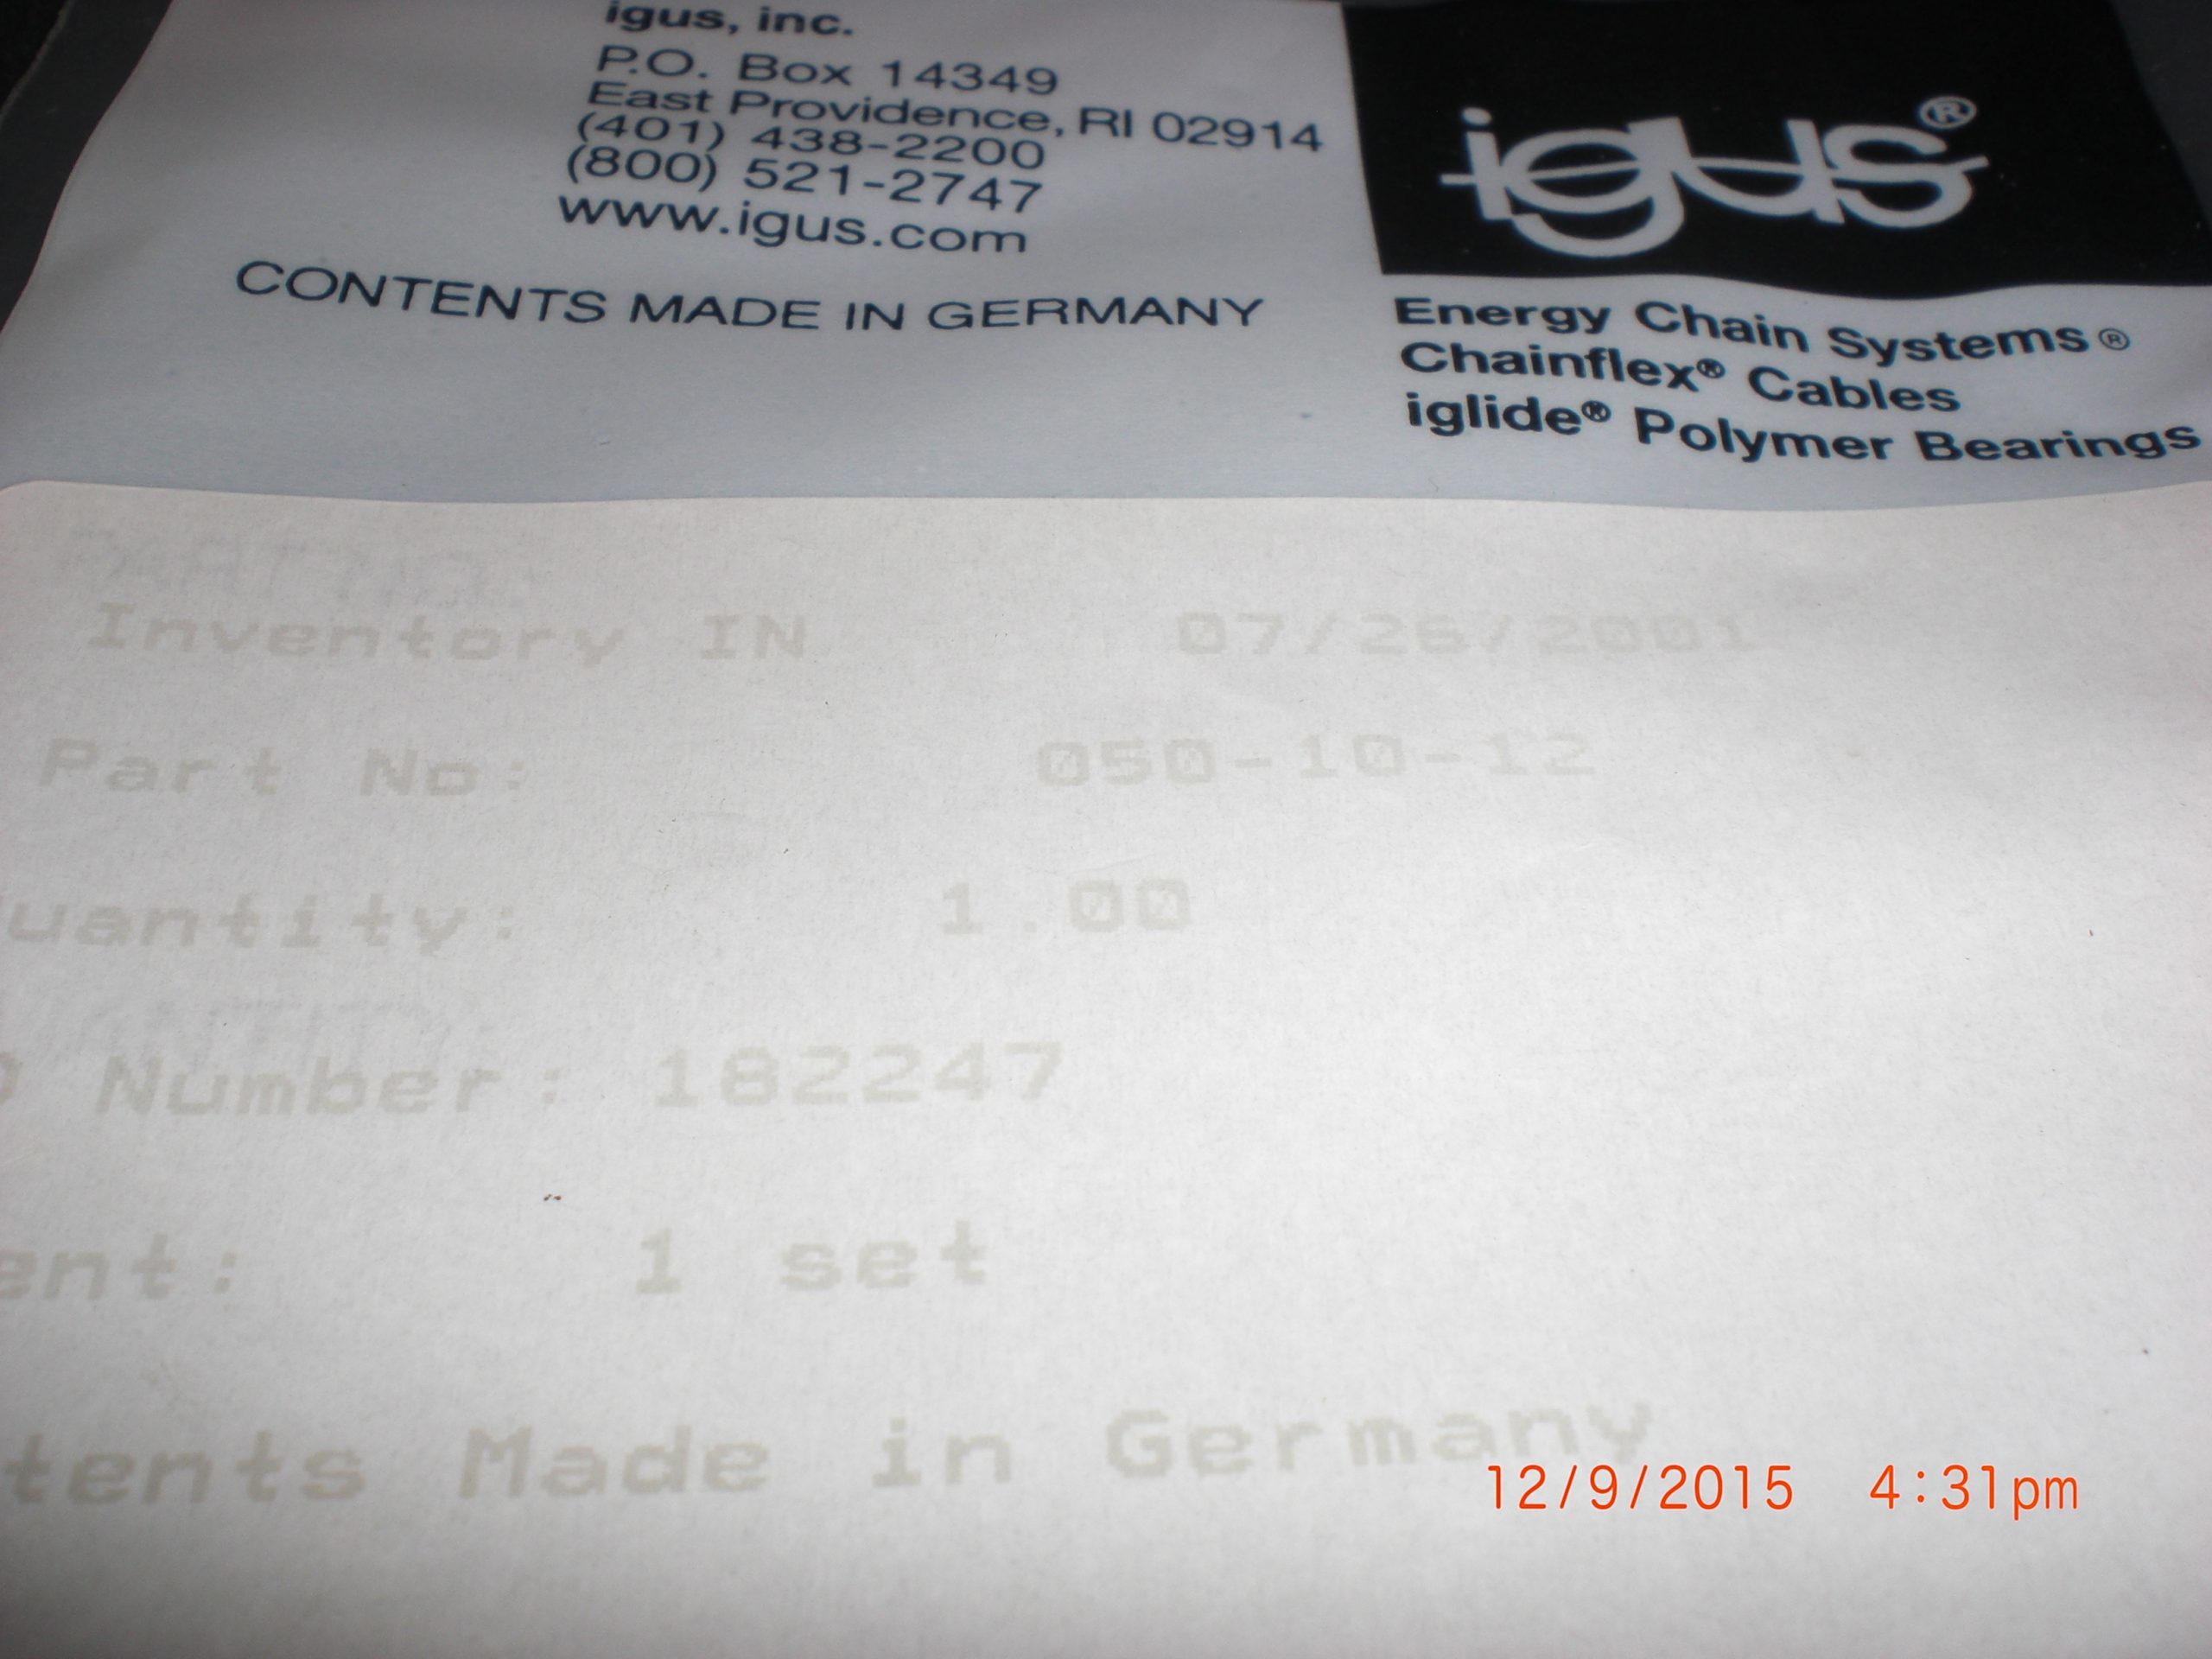 igus, inc.
P.O. Box 14349
East Providence, RI 02914
(401) 438-2200
(800) 521-2747
www.igus.com
CONTENTS MADE IN GERMANY
igus®
Energy Chain Systems®
Chainflex® Cables
iglide® Polymer Bearings
Inventory IN 07/26/2001
Part No: 050-10-12
uantity: 1.00
Number: 182247
ent: 1 set
tents Made in Germany
12/9/2015 4:31pm